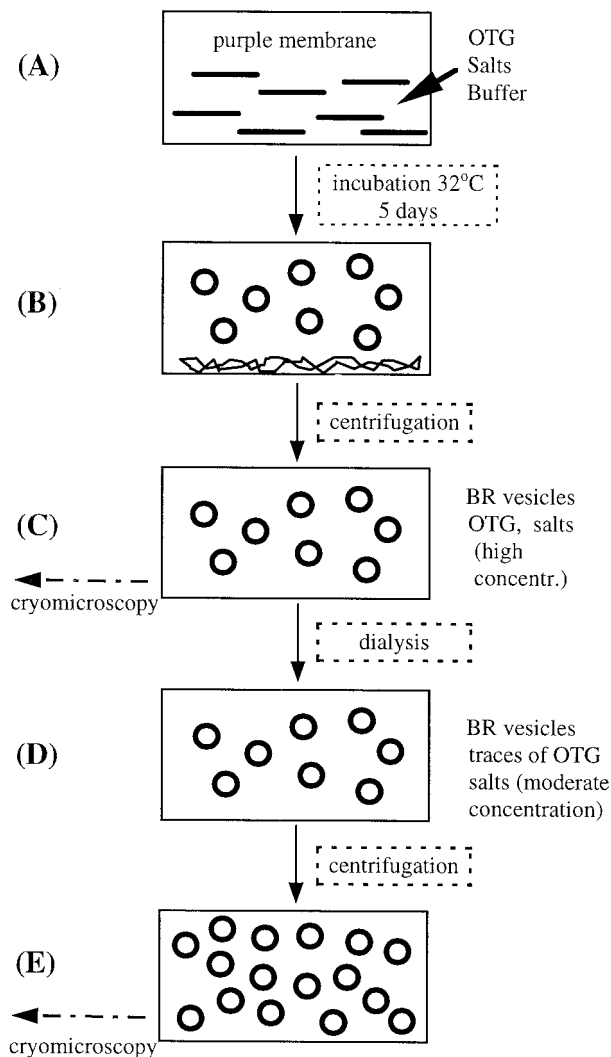 (A)
purple membrane
OTG
Salts
Buffer
incubation 32°C
5 days
(B)
centrifugation
(C)
BR vesicles
OTG, salts
(high
concentr.)
cryomicroscopy
dialysis
(D)
BR vesicles
traces of OTG
salts (moderate
concentration)
centrifugation
(E)
cryomicroscopy